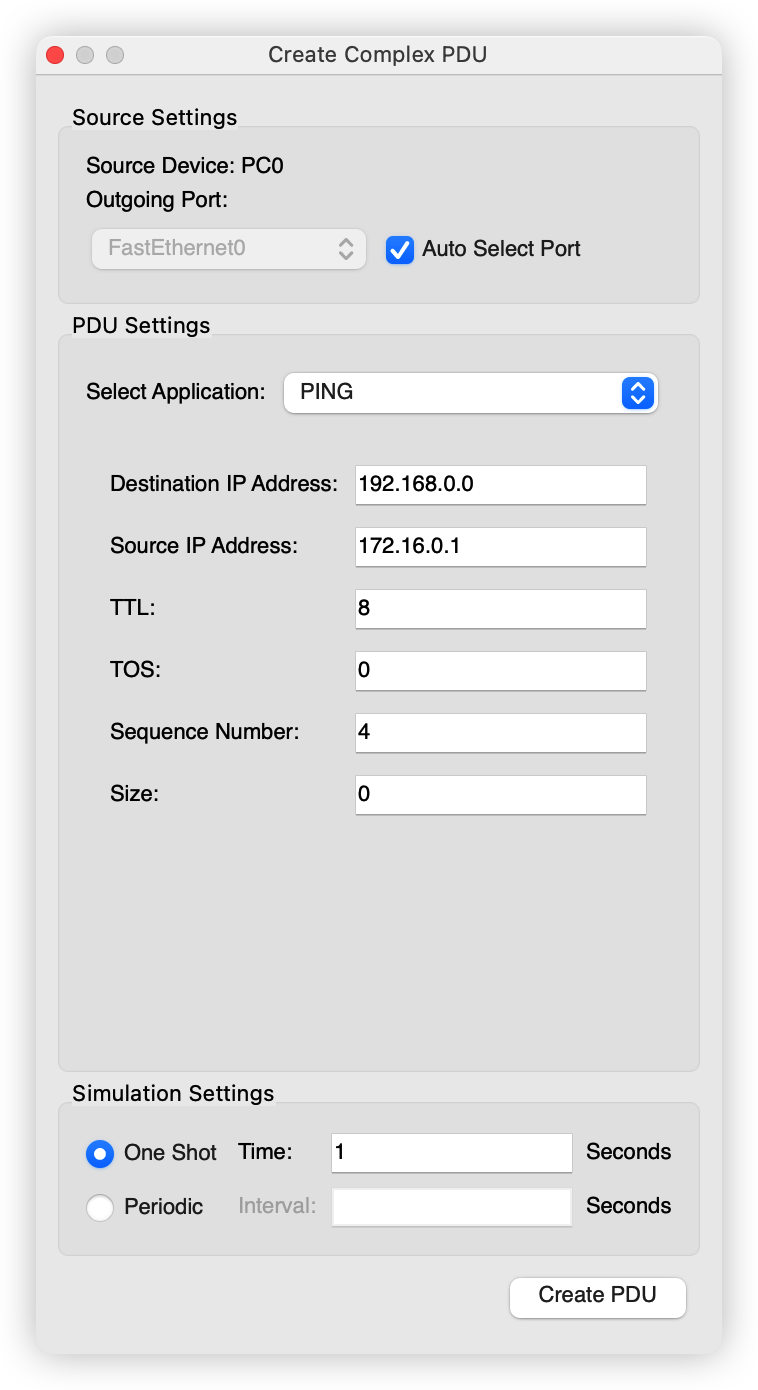 Create Complex PDU
Source Settings
Source Device: PC0
Outgoing Port:
FastEthernet0 Auto Select Port
PDU Settings
Select Application: PING
Destination IP Address: 192.168.0.0
Source IP Address: 172.16.0.1
TTL: 8
TOS: 0
Sequence Number: 4
Size: 0
Simulation Settings
One Shot Time: 1 Seconds
Periodic Interval: Seconds
Create PDU